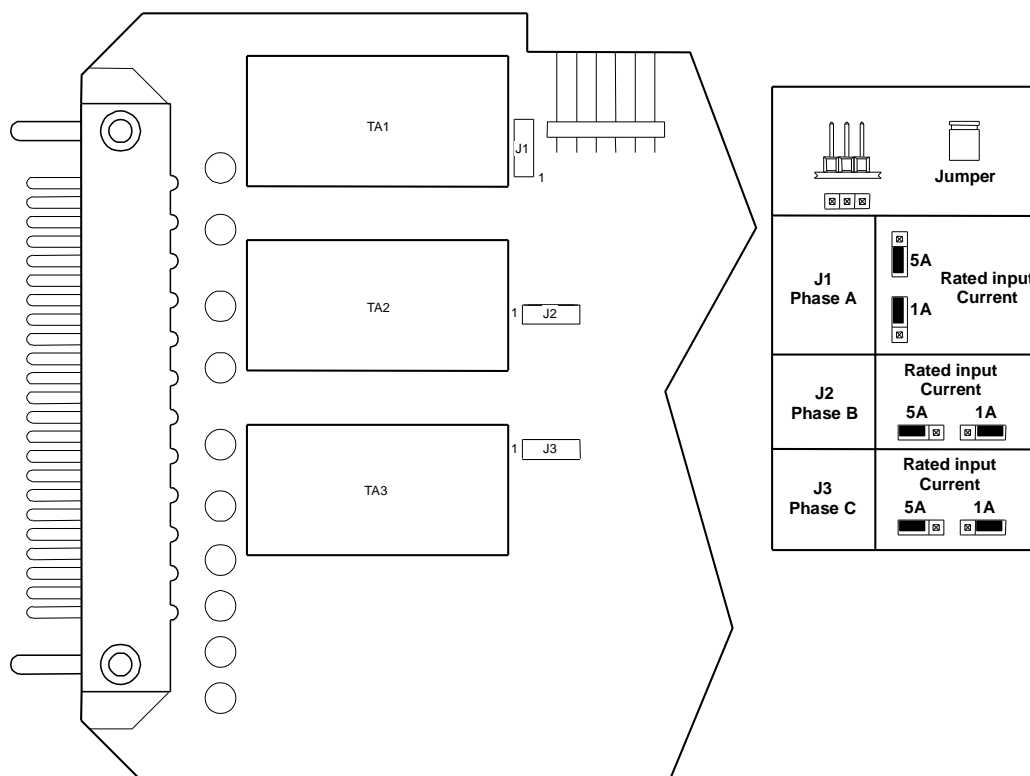 TA1
J1
1
TA2
1
J2
1
J3
TA3
Jumper
J1
Phase A
5A
Rated input
Current
1A
J2
Phase B
Rated input
Current
5A 1A
J3
Phase C
Rated input
Current
5A 1A